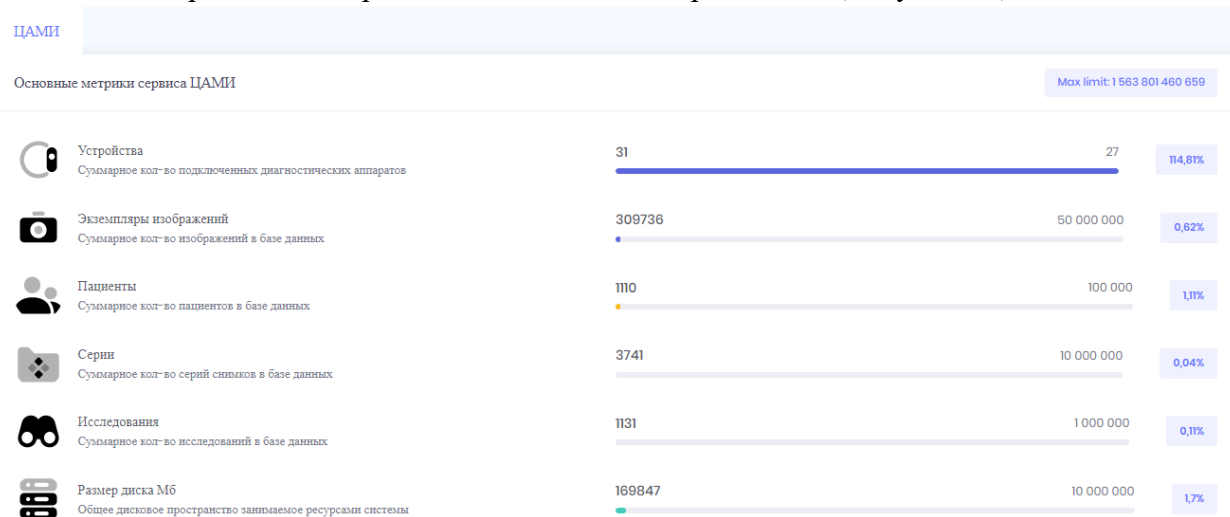 ЦАМИ
Основные метрики сервиса ЦАМИ
Max limit: 1 563 801 460 659
Устройства
31 27 114,81%
Суммарное кол-во подключенных диагностических аппаратов
Экземпляры изображений
309736 50 000 000 0,62%
Суммарное кол-во изображений в базе данных
Пациенты
1110 100 000 1,11%
Суммарное кол-во пациентов в базе данных
Серии
3741 10 000 000 0,04%
Суммарное кол-во серий снимков в базе данных
Исследования
1131 1 000 000 0,11%
Суммарное кол-во исследований в базе данных
Размер диска Мб
169847 10 000 000 1,7%
Общее дисковое пространство занимаемое ресурсами системы